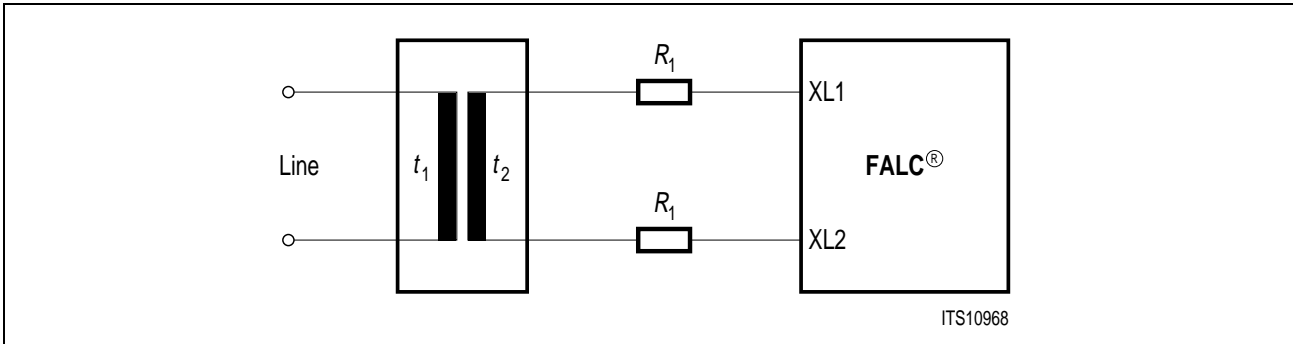 R1
XL1
Line
t1 t2
FALC®
R1
XL2
ITS10968